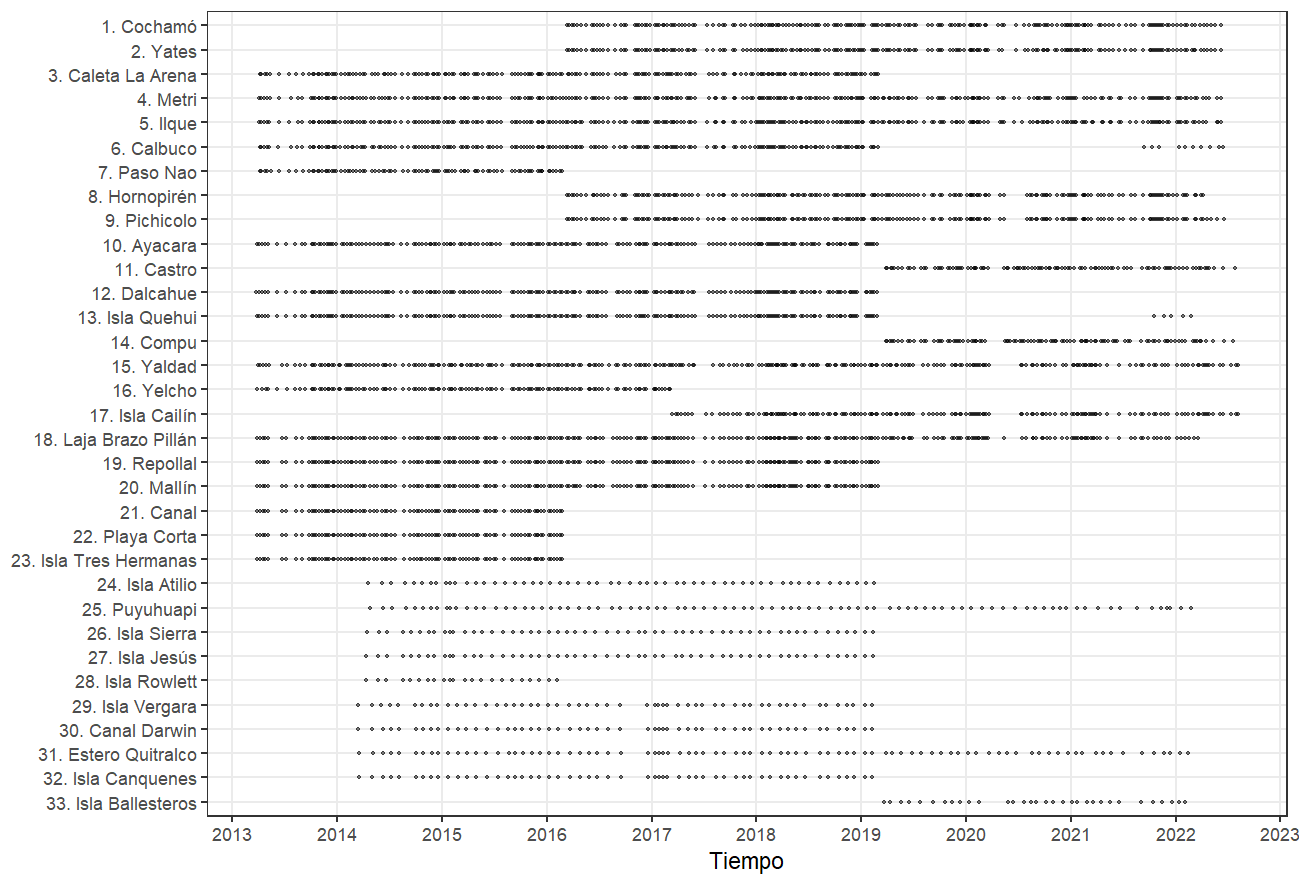 1. Cochamó
2. Yates
3. Caleta La Arena
4. Metri
5. Ilque
6. Calbuco
7. Paso Nao
8. Hornopirén
9. Pichicolo
10. Ayacara
11. Castro
12. Dalcahue
13. Isla Quehui
14. Compu
15. Yaldad
16. Yelcho
17. Isla Cailín
18. Laja Brazo Pillán
19. Repollal
20. Mallín
21. Canal
22. Playa Corta
23. Isla Tres Hermanas
24. Isla Atilio
25. Puyuhuapi
26. Isla Sierra
27. Isla Jesús
28. Isla Rowlett
29. Isla Vergara
30. Canal Darwin
31. Estero Quitralco
32. Isla Canquenes
33. Isla Ballesteros
2013 2014 2015 2016 2017 2018 2019 2020 2021 2022 2023
Tiempo